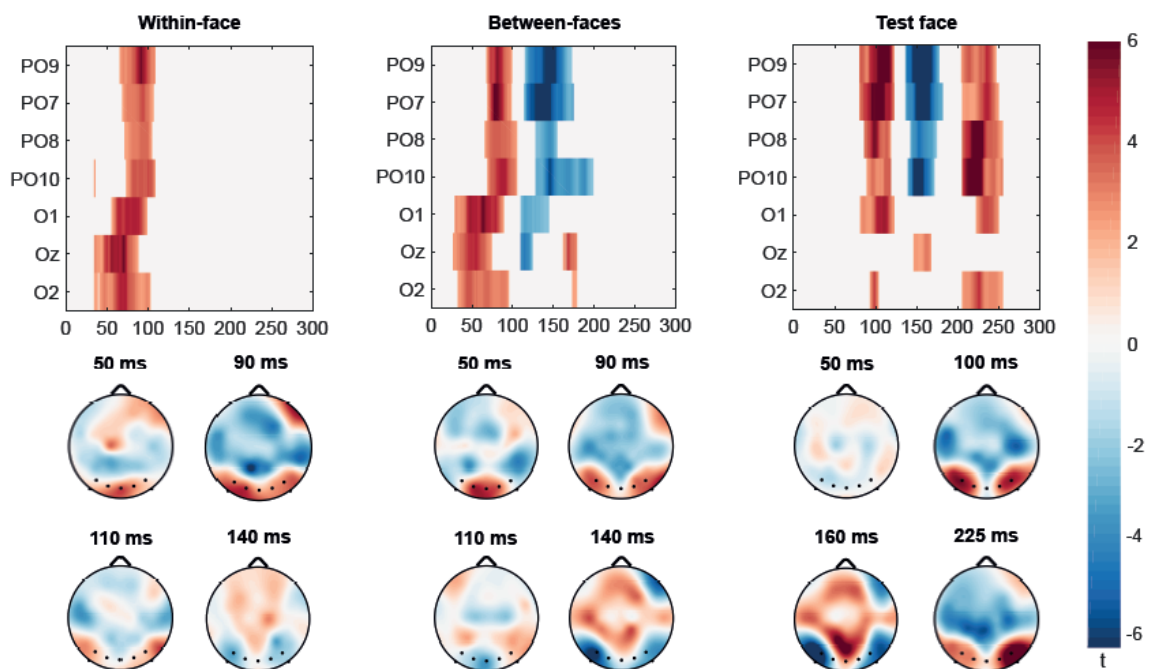 Within-face Between-faces Test face
PO9 PO9 PO9 6
PO7 PO7 PO7
PO8 PO8 PO8 4
PO10 PO10 PO10
O1 O1 O1
Oz Oz Oz 2
O2 O2 O2
0 50 100 150 200 250 300 0 50 100 150 200 250 300 0 50 100 150 200 250 300
0
50 ms 90 ms 50 ms 90 ms 50 ms 100 ms
-2
110 ms 140 ms 110 ms 140 ms 160 ms 225 ms
-4
-6
t